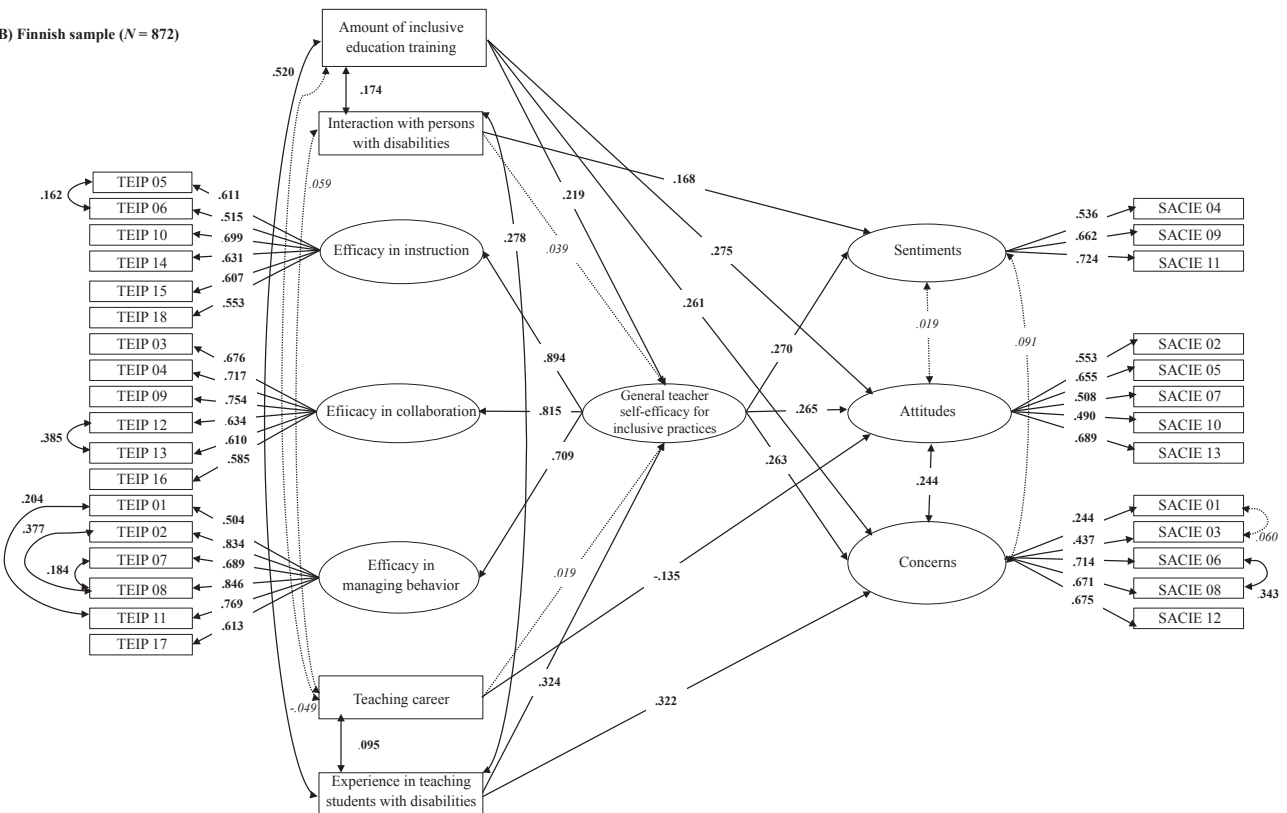 B) Finnish sample (N = 872)
Amount of inclusive
education training
.520
.174
Interaction with persons
with disabilities
.059
.168
.162
TEIP 05
TEIP 06
TEIP 10
TEIP 14
TEIP 15
TEIP 18
.611
.515
.699
.631
.607
.553
Efficacy in instruction
.278
.219
.039
.275
.261
Sentiments
.536
.662
.724
SACIE 04
SACIE 09
SACIE 11
.019
.091
.270
TEIP 03
TEIP 04
TEIP 09
TEIP 12
TEIP 13
TEIP 16
.385
.676
.717
.754
.634
.610
.585
Efiicacy in collaboration
.894
.815
.709
General teacher
self-efficacy for
inclusive practices
.265
.263
Attitudes
.553
.655
.508
.490
.689
SACIE 02
SACIE 05
SACIE 07
SACIE 10
SACIE 13
.244
.204
.377
.184
TEIP 01
TEIP 02
TEIP 07
TEIP 08
TEIP 11
TEIP 17
.504
.834
.689
.846
.769
.613
Efficacy in
managing behavior
.019
-.135
Concerns
.244
.437
.714
.671
.675
SACIE 01
SACIE 03
SACIE 06
SACIE 08
SACIE 12
.060
.343
Teaching career
-.049
.095
.324
.322
Experience in teaching
students with disabilities